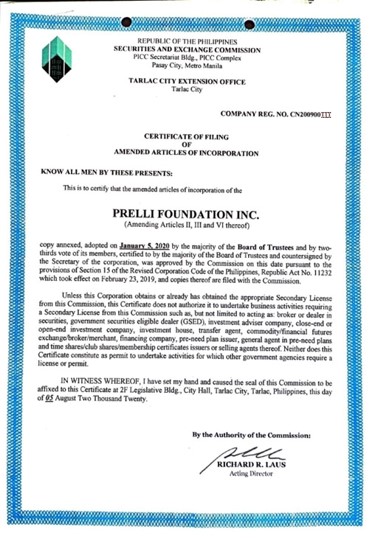 REPUBLIC OF THE PHILIPPINES
SECURITIES AND EXCHANGE COMMISSION
PICC Secretariat Bldg., PICC Complex
Pasay City, Metro Manila
TARLAC CITY EXTENSION OFFICE
Tarlac City
COMPANY REG. NO. CN200900III
CERTIFICATE OF FILING
OF
AMENDED ARTICLES OF INCORPORATION
KNOW ALL MEN BY THESE PRESENTS:
This is to certify that the amended articles of incorporation of the
PRELLI FOUNDATION INC.
(Amending Articles II, III and VI thereof)
copy annexed, adopted on January 5, 2020 by the majority of the Board of Trustees and by two-
thirds vote of its members, certified to by the majority of the Board of Trustees and countersigned by
the Secretary of the corporation, was approved by the Commission on this date pursuant to the
provisions of Section 15 of the Revised Corporation Code of the Philippines, Republic Act No. 11232
which took effect on February 23, 2019, and copies thereof are filed with the Commission.
Unless this Corporation obtains or already has obtained the appropriate Secondary License
from this Commission, this Certificate does not authorize it to undertake business activities requiring
a Secondary License from this Commission such as, but not limited to acting as: broker or dealer in
securities, government securities eligible dealer (GSED), investment adviser company, close-end or
open-end investment company, investment house, transfer agent, commodity/financial futures
exchange/broker/merchant, financing company, pre-need plan issuer, general agent in pre-need plans
and time shares/club shares/membership certificates issuers or selling agents thereof. Neither does this
Certificate constitute as permit to undertake activities for which other government agencies require a
license or permit.
IN WITNESS WHEREOF, I have set my hand and caused the seal of this Commission to be
affixed to this Certificate at 2F Legislative Bldg., City Hall, Tarlac City, Tarlac, Philippines, this day
of 05 August Two Thousand Twenty.
By the Authority of the Commission:
RICHARD R. LAUS
Acting Director